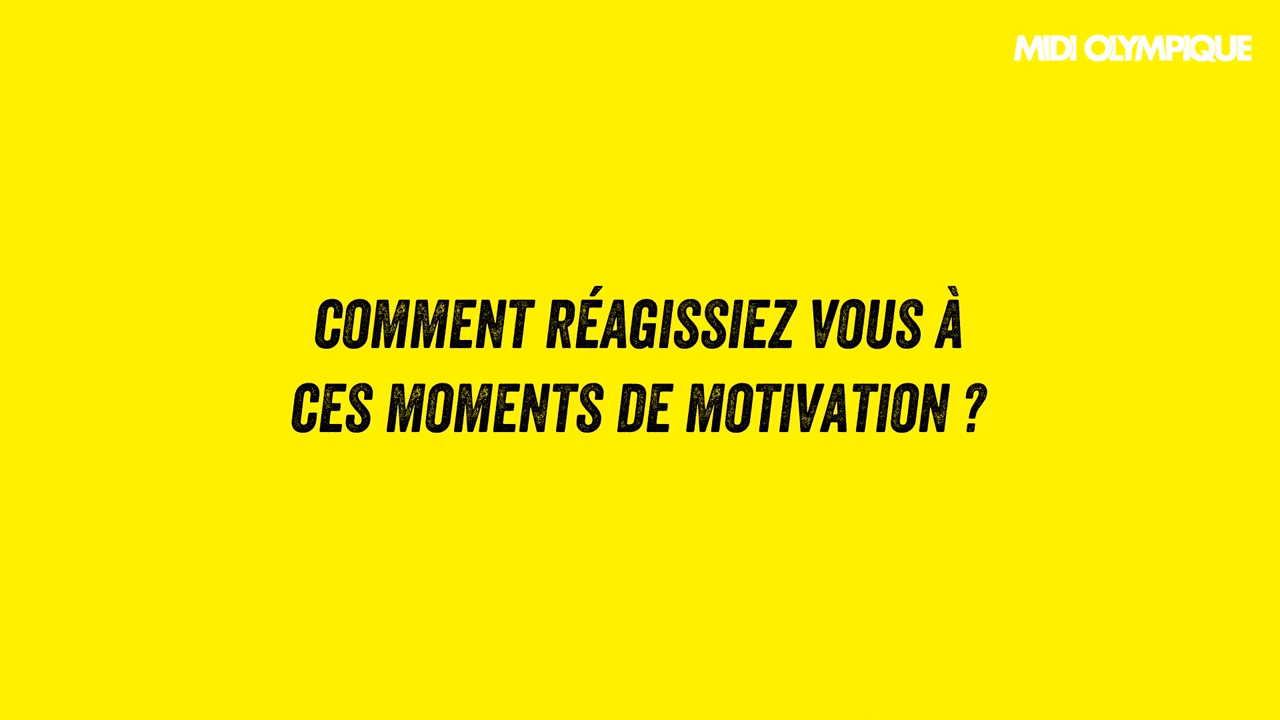 MIDI OLYMPIQUE
COMMENT RÉAGISSIEZ VOUS À
CES MOMENTS DE MOTIVATION ?